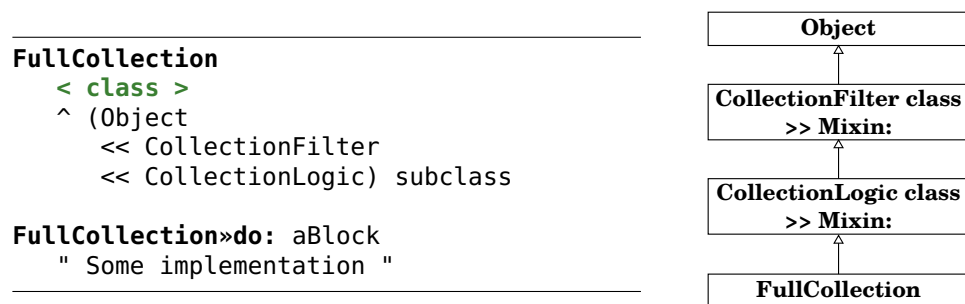 FullCollection
< class >
^ (Object
<< CollectionFilter
<< CollectionLogic) subclass
FullCollection»do: aBlock
" Some implementation "
Object
CollectionFilter class
>> Mixin:
CollectionLogic class
>> Mixin:
FullCollection